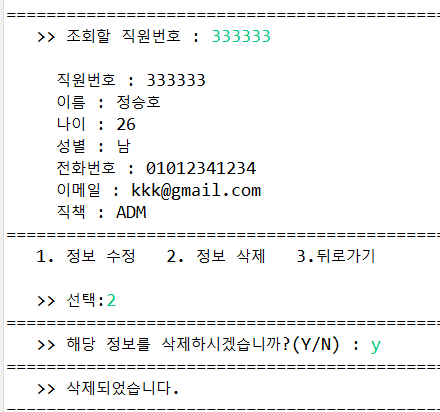 ============================================
>> 조회할 직원번호 : 333333
직원번호 : 333333
이름 : 정승호
나이 : 26
성별 : 남
전화번호 : 01012341234
이메일 : kkk@gmail.com
직책 : ADM
============================================
1. 정보 수정   2. 정보 삭제   3.뒤로가기
>> 선택:2
============================================
>> 해당 정보를 삭제하시겠습니까?(Y/N) : y
============================================
>> 삭제되었습니다.
============================================